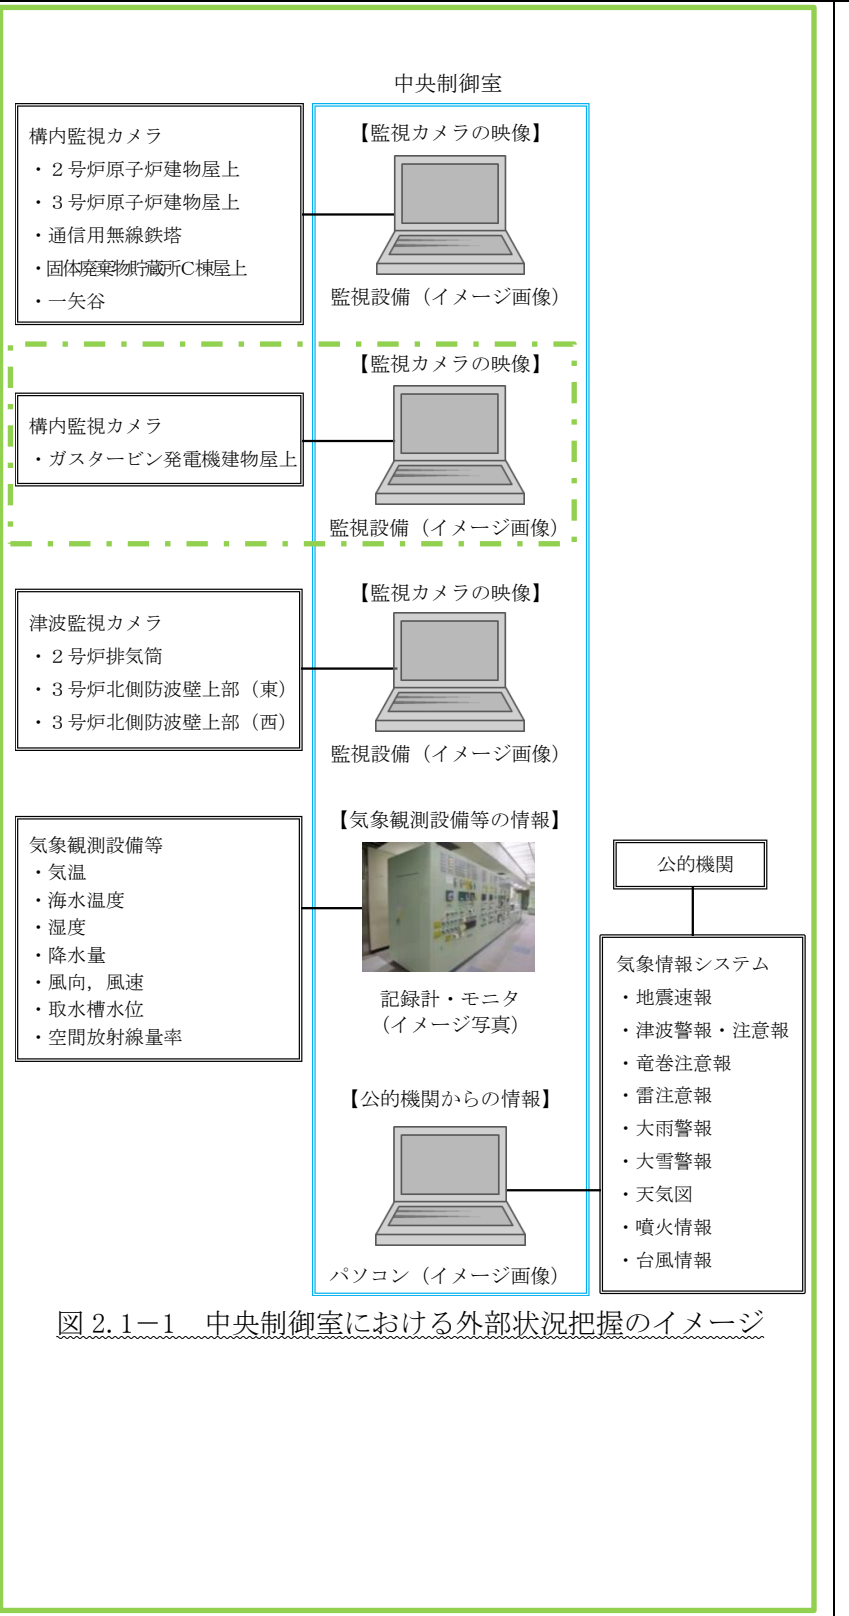 中央制御室
構内監視カメラ
・２号炉原子炉建物屋上
・３号炉原子炉建物屋上
・通信用無線鉄塔
・固体廃棄物貯蔵所C棟屋上
・一矢谷
【監視カメラの映像】
監視設備（イメージ画像）
構内監視カメラ
・ガスタービン発電機建物屋上
【監視カメラの映像】
監視設備（イメージ画像）
津波監視カメラ
・２号炉排気筒
・３号炉北側防波壁上部（東）
・３号炉北側防波壁上部（西）
【監視カメラの映像】
監視設備（イメージ画像）
気象観測設備等
・気温
・海水温度
・湿度
・降水量
・風向，風速
・取水槽水位
・空間放射線量率
【気象観測設備等の情報】
記録計・モニタ
（イメージ写真）
公的機関
気象情報システム
・地震速報
・津波警報・注意報
・竜巻注意報
・雷注意報
・大雨警報
・大雪警報
・天気図
・噴火情報
・台風情報
【公的機関からの情報】
パソコン（イメージ画像）
図 2.1－1　中央制御室における外部状況把握のイメージ